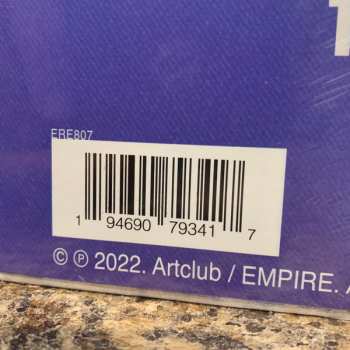 ERE807
1 94690 79341 7
© ℗ 2022. Artclub / EMPIRE.